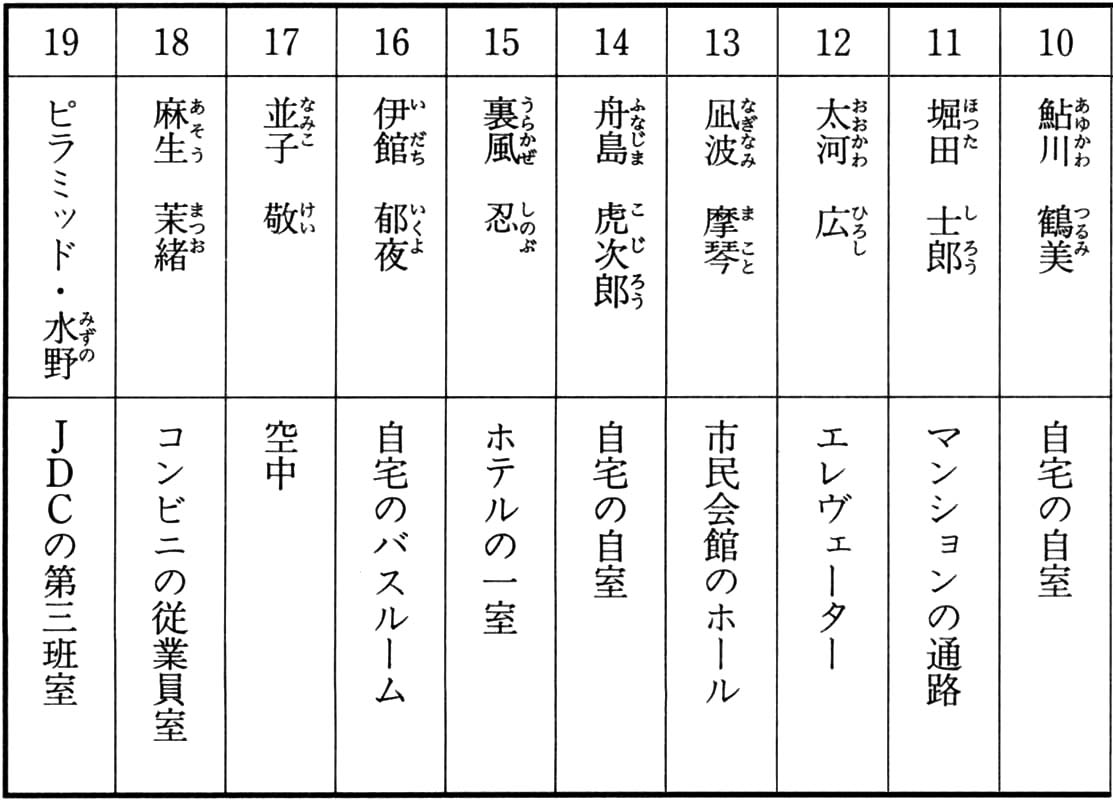 10
鮎川 鶴美
あゆかわ つるみ
自宅の自室
11
堀田 士郎
ほつた しろう
マンションの通路
12
太河 広
おおかわ ひろし
エレヴェーター
13
凪波 摩琴
なぎなみ まこと
市民会館のホール
14
舟島 虎次郎
ふなじま こじろう
自宅の自室
15
裏風 忍
うらかぜ しのぶ
ホテルの一室
16
伊館 郁夜
いだち いくよ
自宅のバスルーム
17
並子 敬
なみこ けい
空中
18
麻生 茉緒
あそう まつお
コンビニの従業員室
19
ピラミッド・水野
みずの
JDCの第三班室